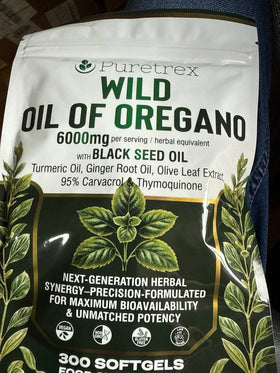 Puretrex
WILD
OIL OF OREGANO
6000mg per serving / herbal equivalent
WITH BLACK SEED OIL
Turmeric Oil, Ginger Root Oil, Olive Leaf Extract,
95% Carvacrol & Thymoquinone
NEXT-GENERATION HERBAL
SYNERGY–PRECISION-FORMULATED
FOR MAXIMUM BIOAVAILABILITY
& UNMATCHED POTENCY
VEGAN
300 SOFTGELS